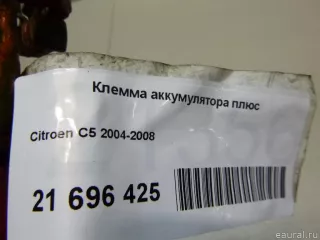 Клемма аккумулятора плюс
Citroen C5 2004-2008
21 696 425
eaural.ru